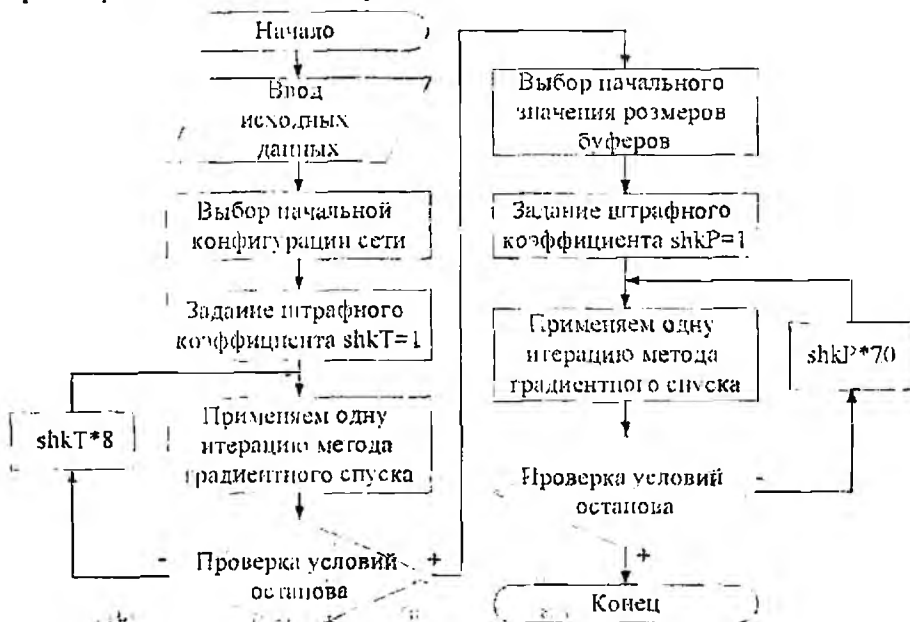 Начало
Ввод
исходных
данных
Выбор начальной
конфигурации сети
Задание штрафного
коэффициента shkT=1
shkT*8
Применяем одну
итерацию метода
градиентного спуска
-
Проверка условий
останова
+
Выбор начального
значения розмеров
буферов
Задание штрафного
коэффициента shkP=1
Применяем одну
итерацию метода
градиентного спуска
shkP*70
Проверка условий
останова
-
+
Конец